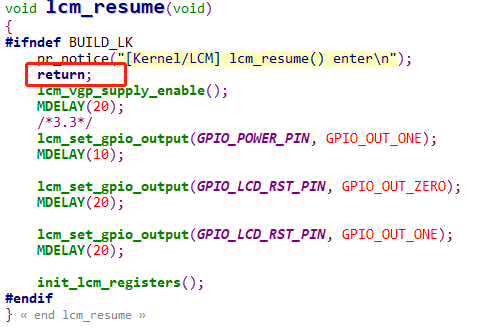 void lcm_resume(void)
{
#ifndef BUILD_LK
    pr_notice("[Kernel/LCM] lcm_resume() enter\n");
    return;
    lcm_vgp_supply_enable();
    MDELAY(20);
    /*3.3*/
    lcm_set_gpio_output(GPIO_POWER_PIN, GPIO_OUT_ONE);
    MDELAY(10);

    lcm_set_gpio_output(GPIO_LCD_RST_PIN, GPIO_OUT_ZERO);
    MDELAY(20);

    lcm_set_gpio_output(GPIO_LCD_RST_PIN, GPIO_OUT_ONE);
    MDELAY(20);

    init_lcm_registers();
#endif
} « end lcm_resume »